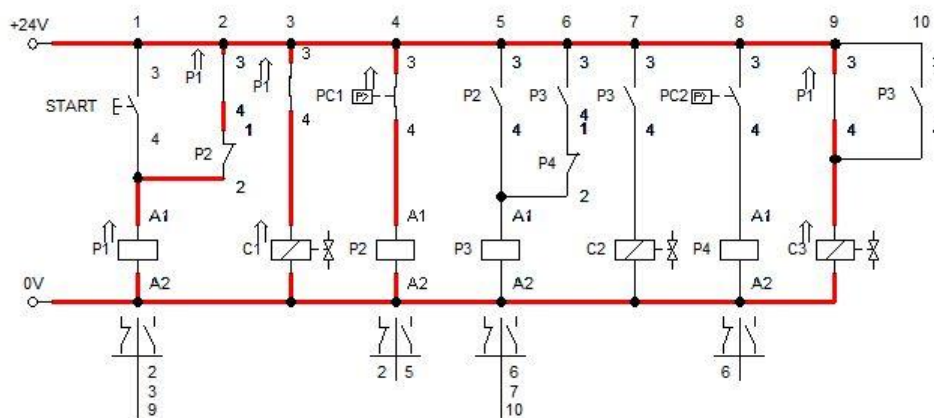 1 2 3 4 5 6 7 8 9 10
+24V
3 P1 3 P1 3 3 3 3 3 3 P1 3
START PC1 P> P2 P3 P3 PC2 P> P3
4 4 4 4 4 4 4 4 4
1 1
P2 P4
2 2
A1 A1 A1 A1
P1 C1 P2 P3 C2 P4 C3
A2 A2 A2 A2
0V
2 2 5 6 6
3 7
9 10